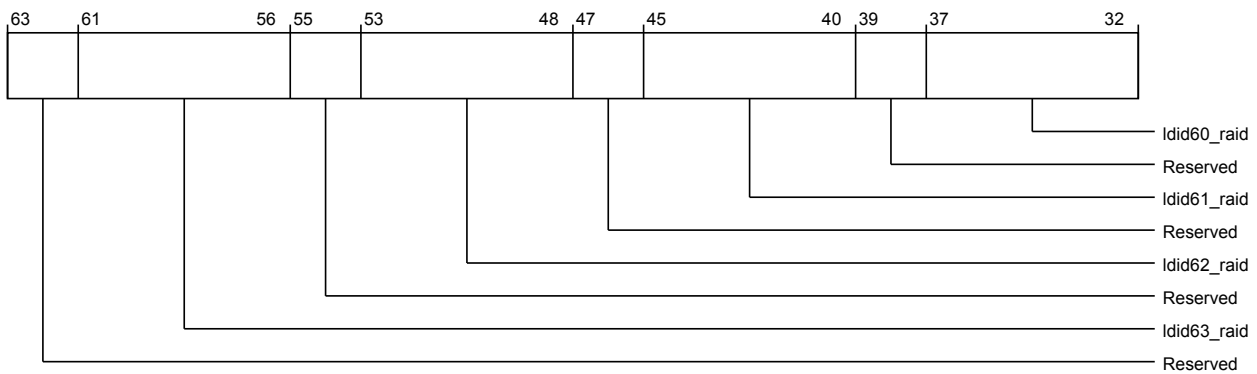 63 61 56 55 53 48 47 45 40 39 37 32
ldid60_raid
Reserved
ldid61_raid
Reserved
ldid62_raid
Reserved
ldid63_raid
Reserved